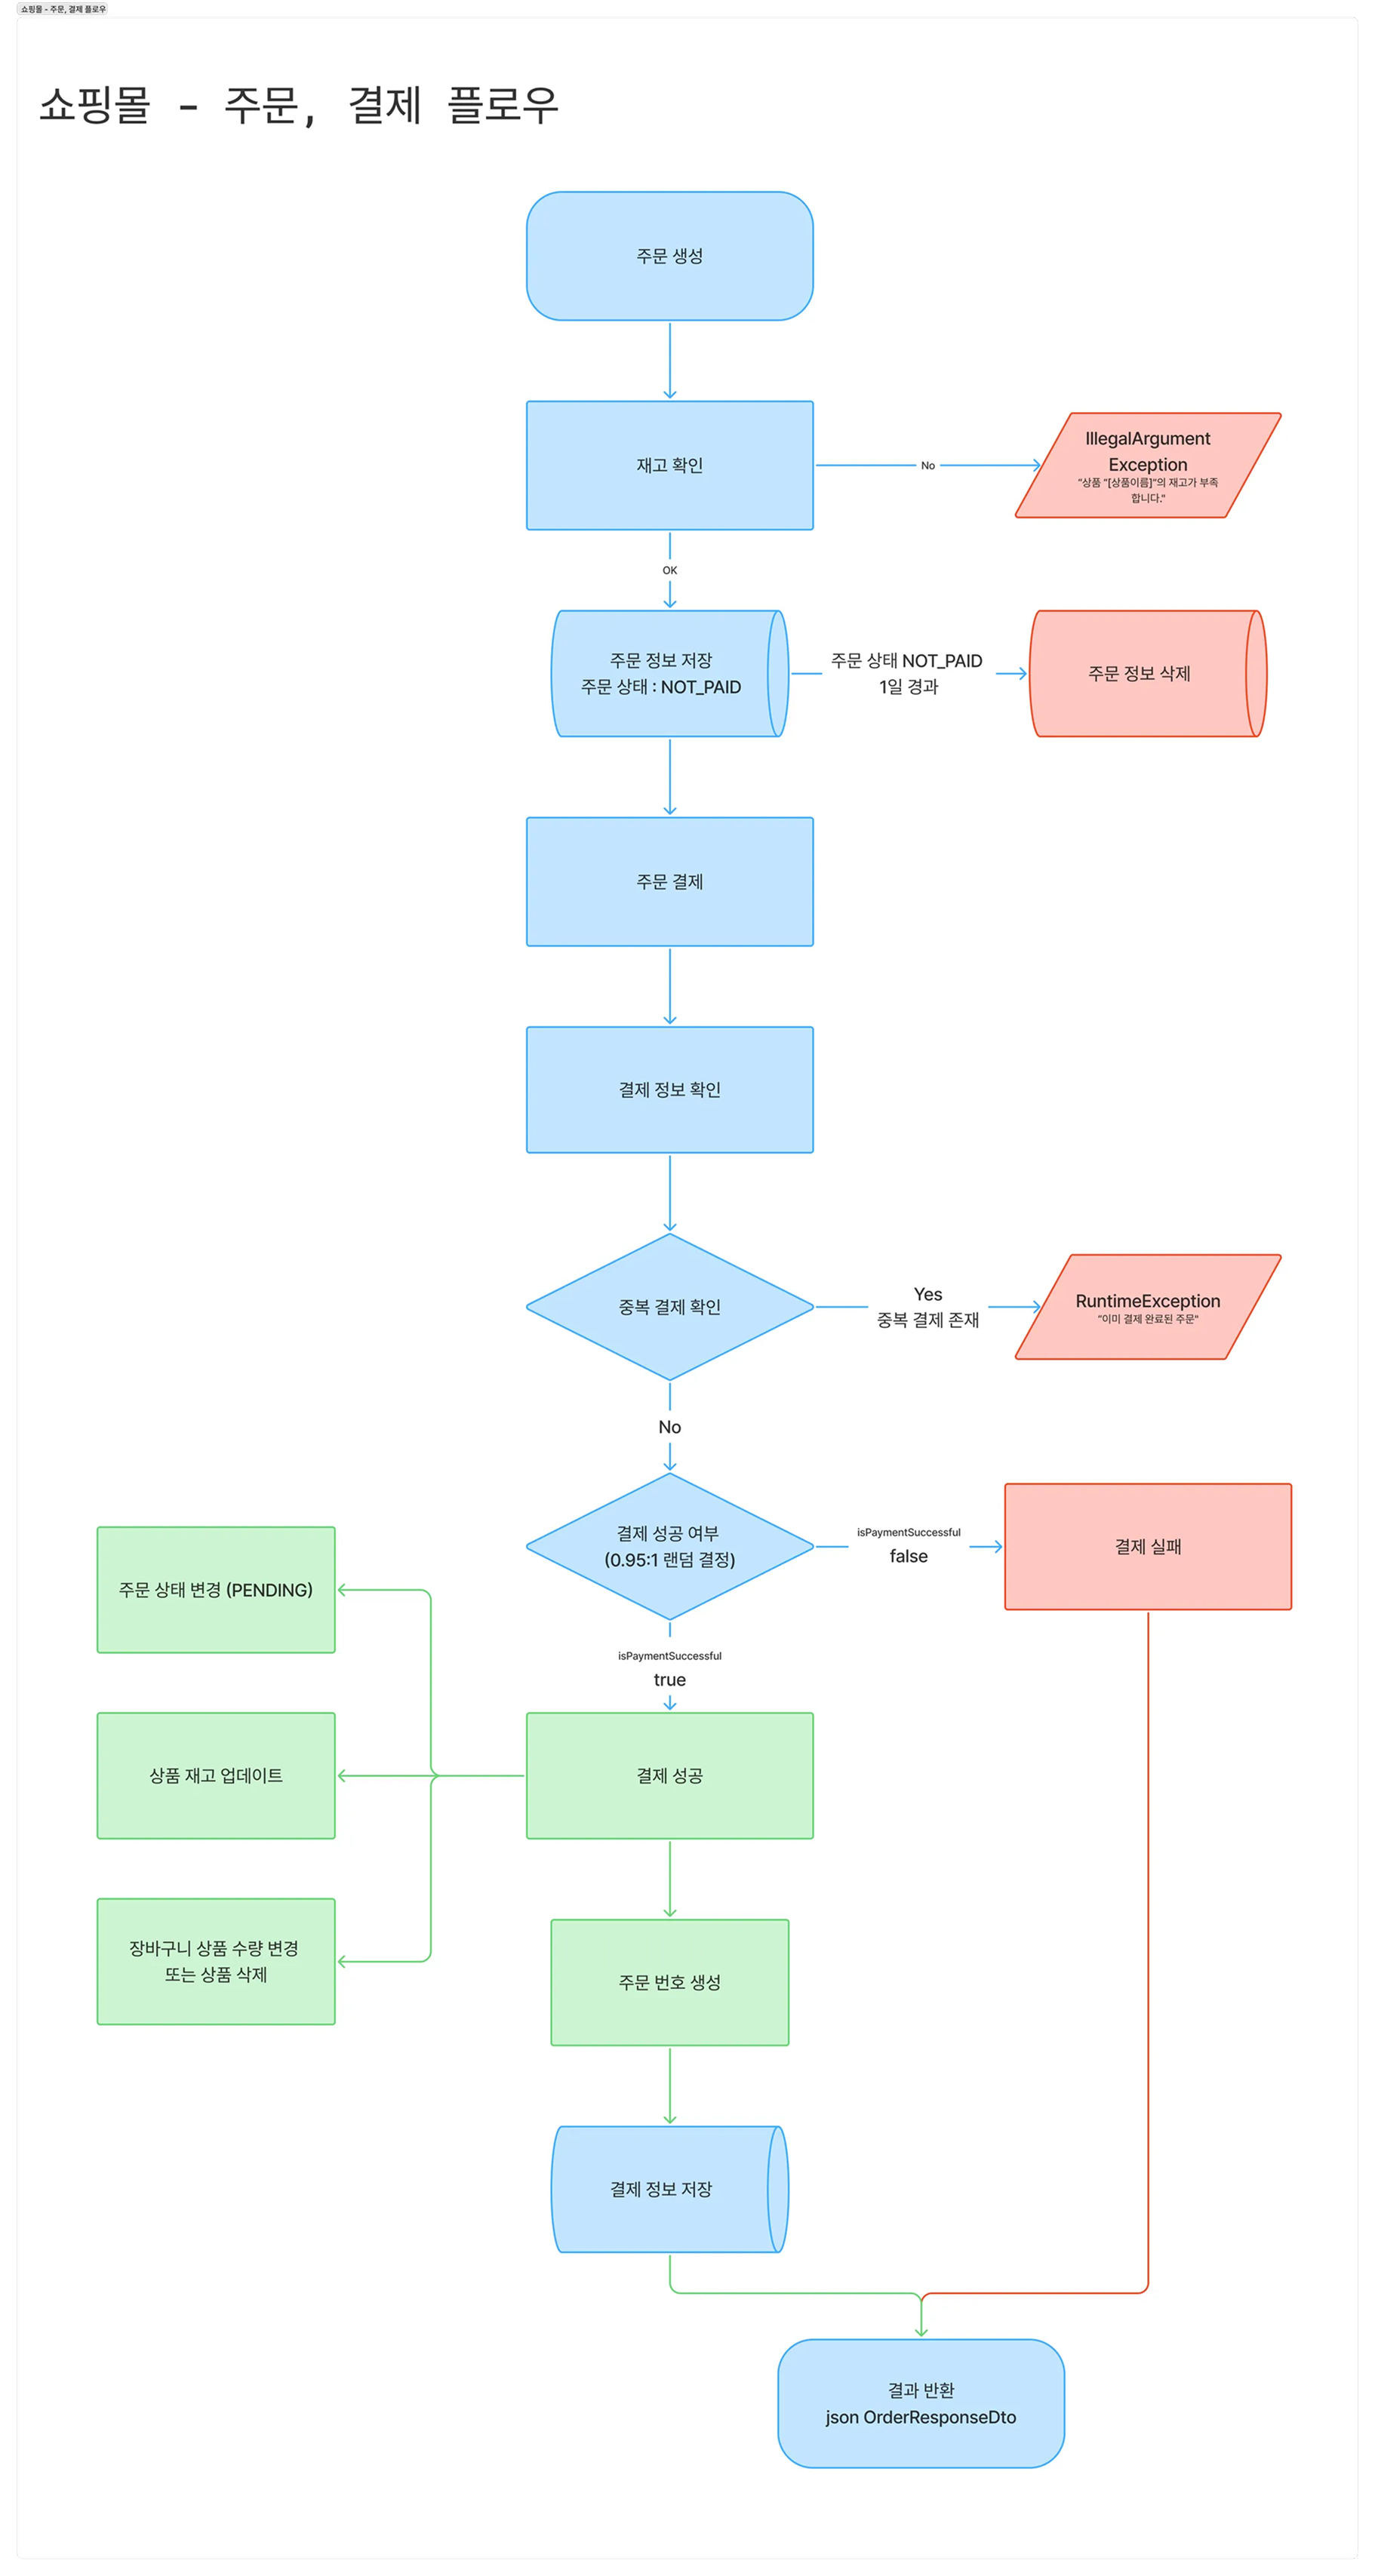 쇼핑몰 - 주문, 결제 플로우
쇼핑몰 - 주문, 결제 플로우
주문 생성
재고 확인
No
IllegalArgument
Exception
"상품 "[상품이름]"의 재고가 부족
합니다."
OK
주문 정보 저장
주문 상태 : NOT_PAID
주문 상태 NOT_PAID
1일 경과
주문 정보 삭제
주문 결제
결제 정보 확인
중복 결제 확인
Yes
중복 결제 존재
RuntimeException
"이미 결제 완료된 주문"
No
결제 성공 여부
(0.95:1 랜덤 결정)
isPaymentSuccessful
false
결제 실패
주문 상태 변경 (PENDING)
isPaymentSuccessful
true
상품 재고 업데이트
결제 성공
장바구니 상품 수량 변경
또는 상품 삭제
주문 번호 생성
결제 정보 저장
결과 반환
json OrderResponseDto